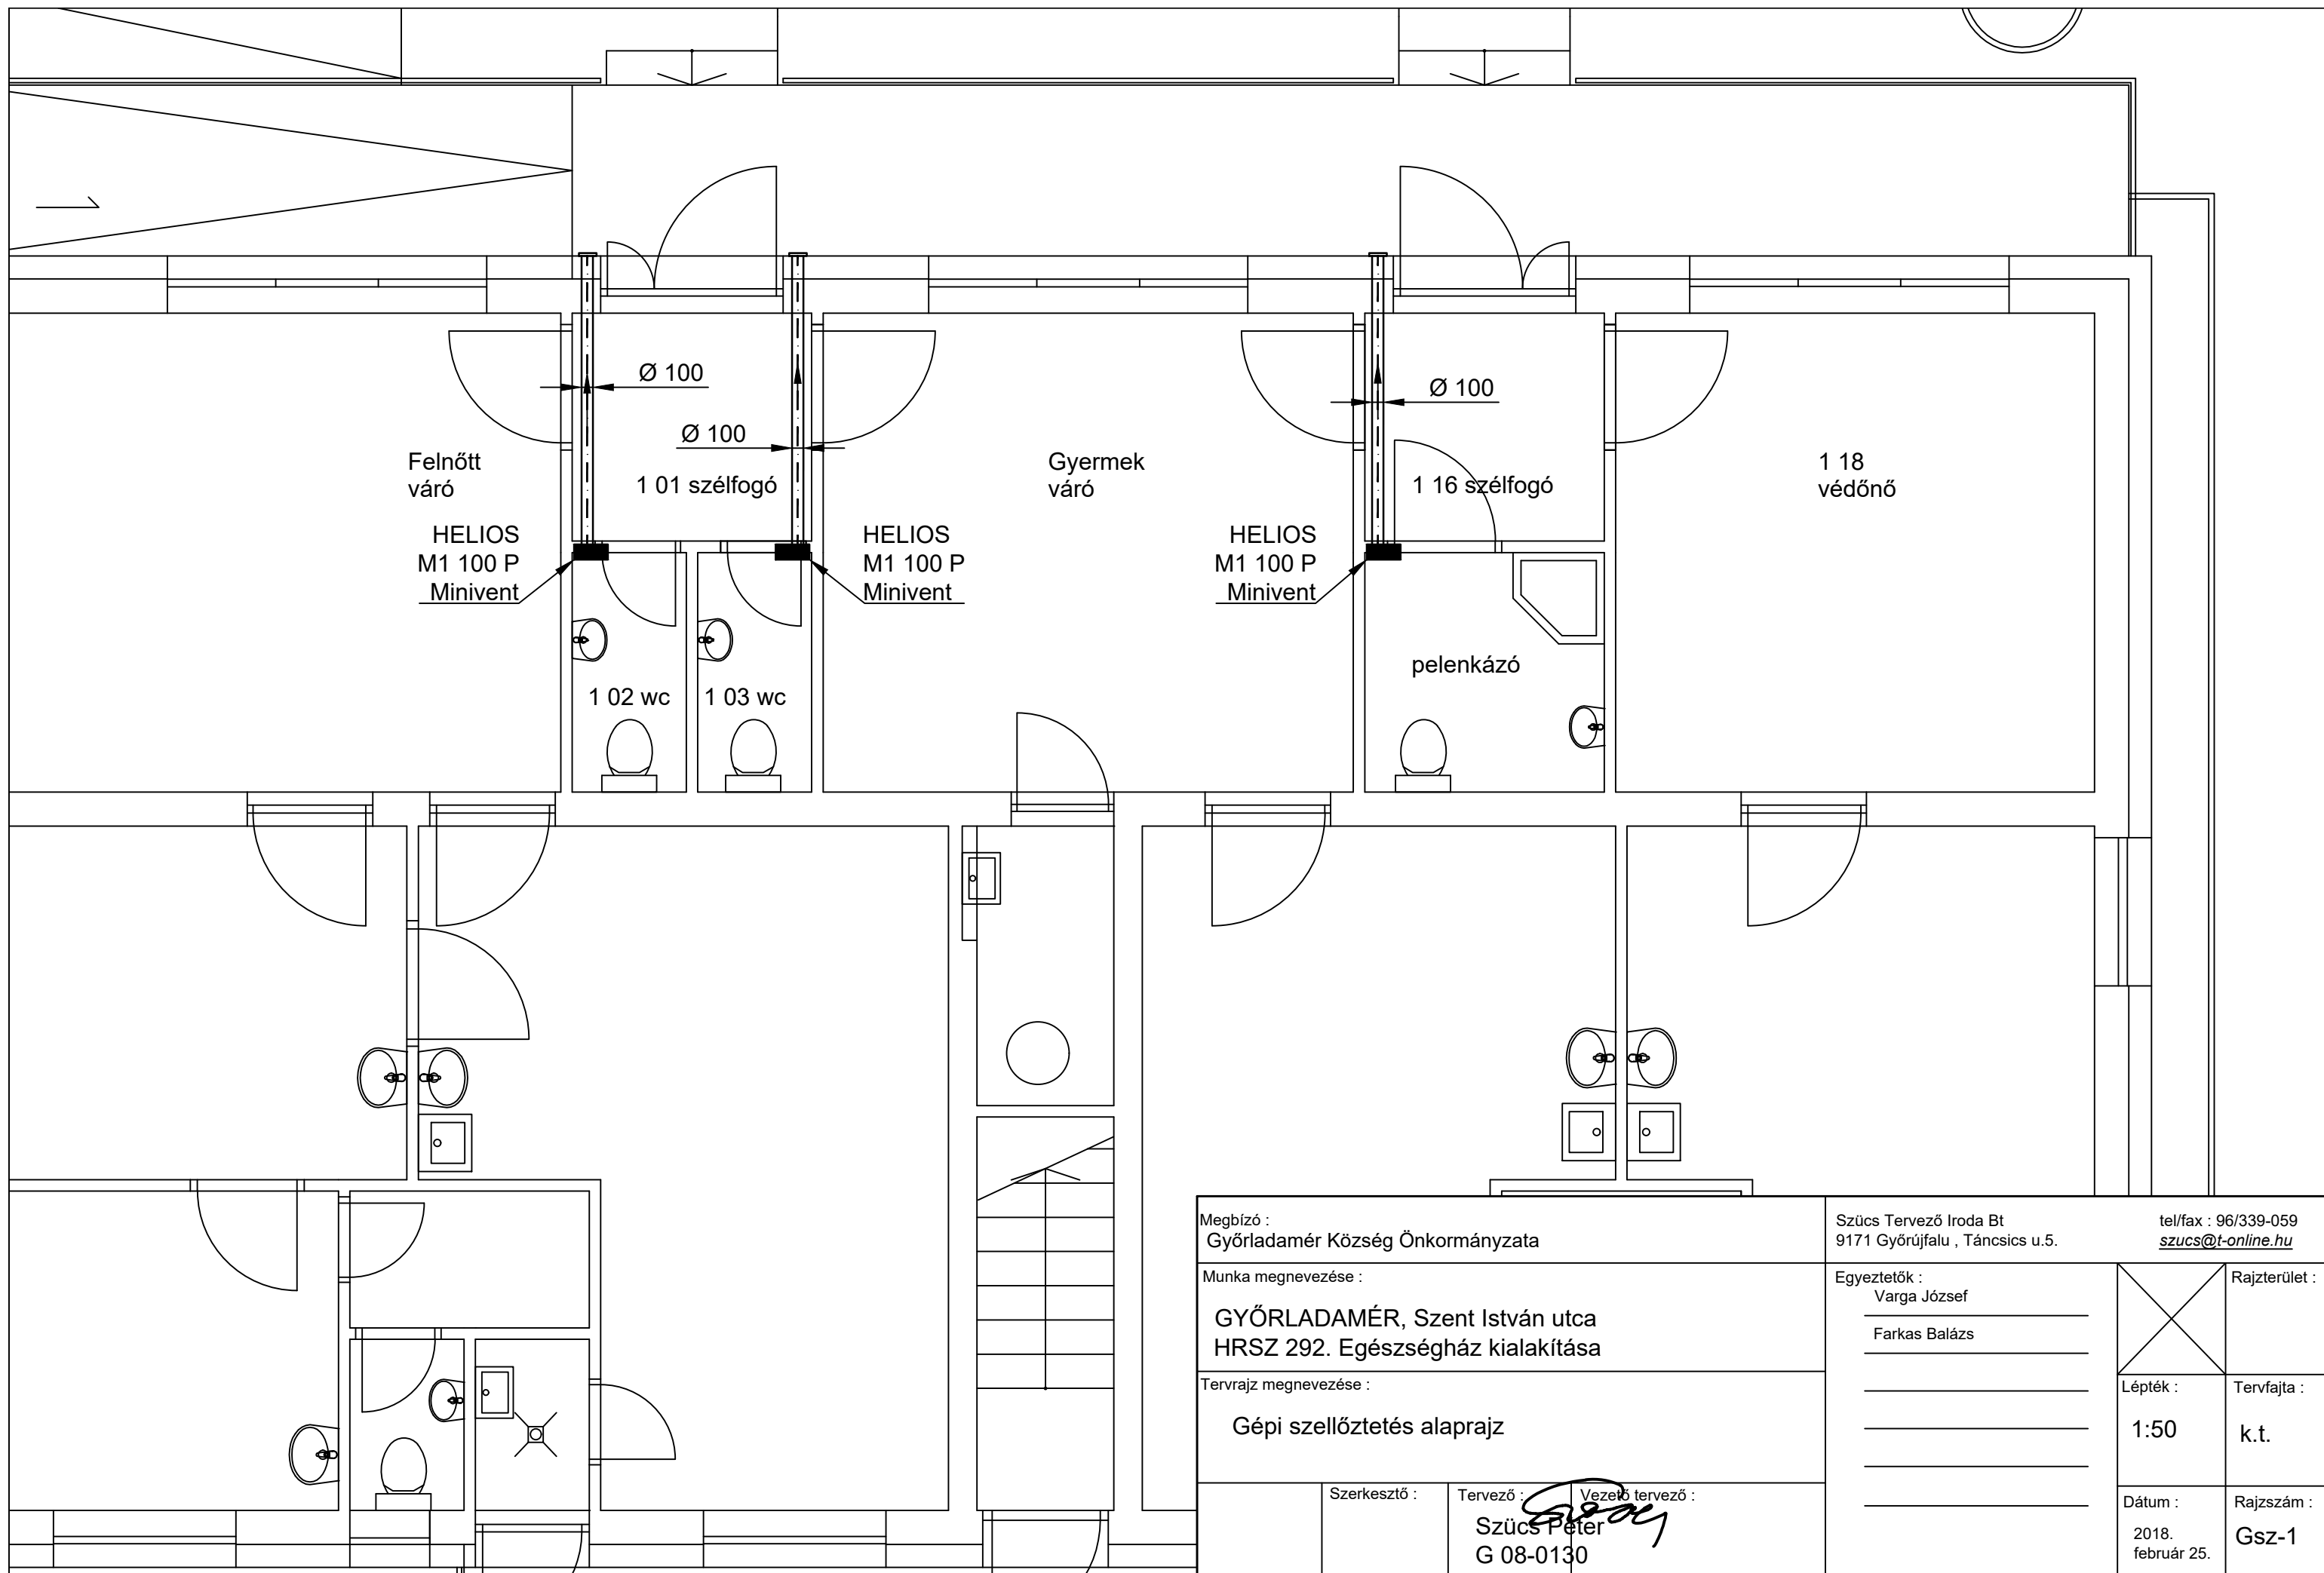 Ø 100
Ø 100
Ø 100
Felnőtt
váró
1 01 szélfogó
Gyermek
váró
1 16 szélfogó
1 18
védőnő
HELIOS
M1 100 P
Minivent
HELIOS
M1 100 P
Minivent
HELIOS
M1 100 P
Minivent
1 02 wc
1 03 wc
pelenkázó
Megbízó :
Győrladamér Község Önkormányzata
Szücs Tervező Iroda Bt
9171 Győrújfalu , Táncsics u.5.
tel/fax : 96/339-059
szucs@t-online.hu
Munka megnevezése :
GYŐRLADAMÉR, Szent István utca
HRSZ 292. Egészségház kialakítása
Egyeztetők :
Varga József
Farkas Balázs
Rajzterület :
Tervrajz megnevezése :
Gépi szellőztetés alaprajz
Lépték :
1:50
Tervfajta :
k.t.
Szerkesztő :
Tervező :
Szücs Péter
G 08-0130
Vezető tervező :
Dátum :
2018.
február 25.
Rajzszám :
Gsz-1